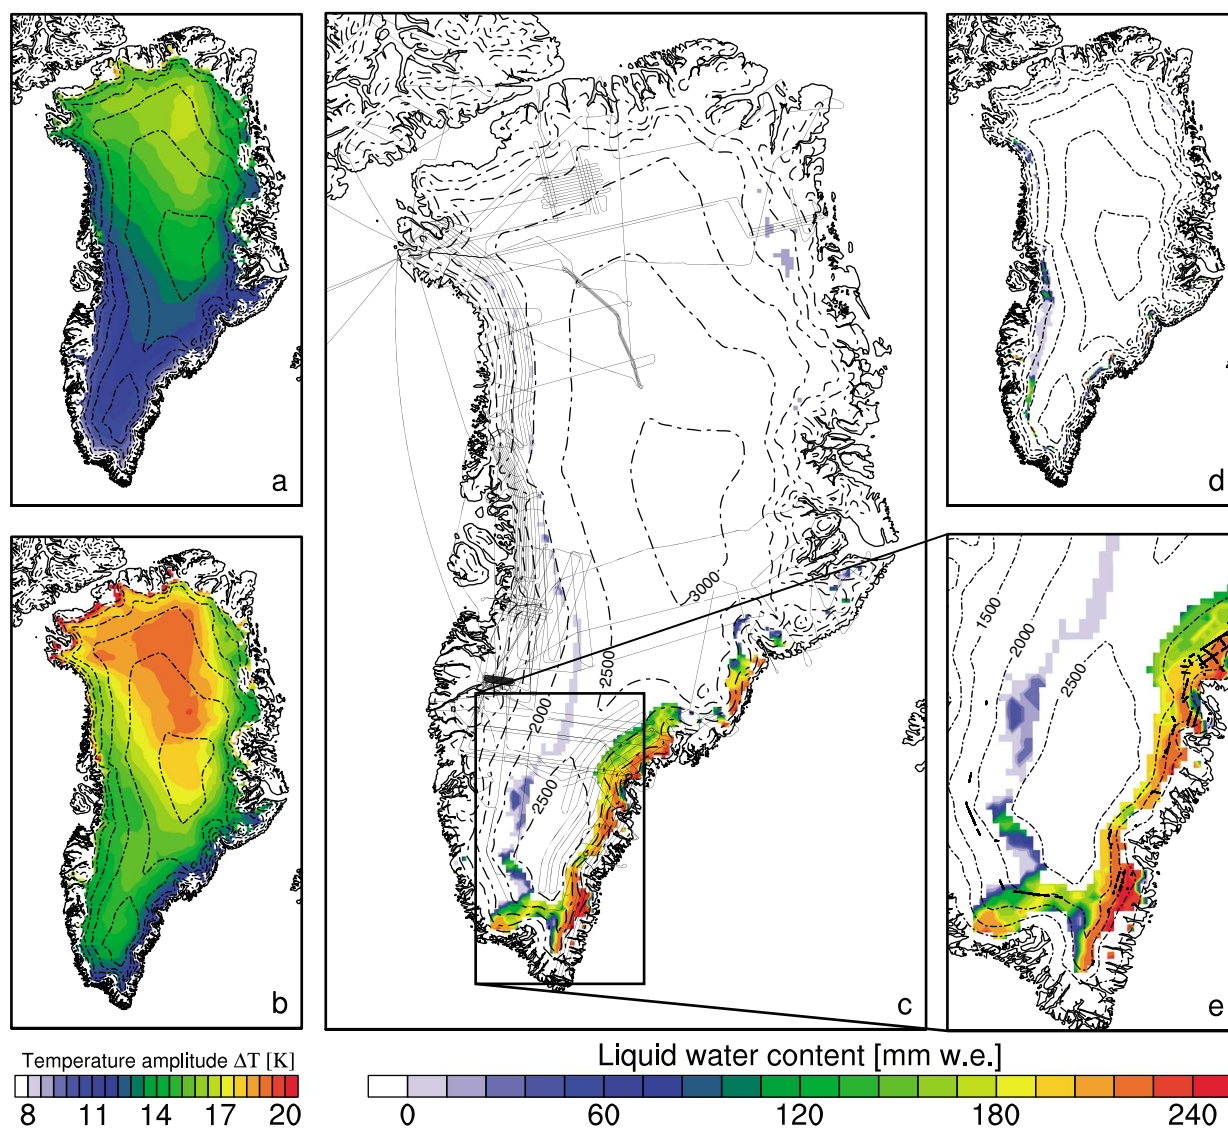 a
b
c
d
e
3000
2500
2000
2500
1500
2000
2500
Temperature amplitude ΔT [K]
8 11 14 17 20
Liquid water content [mm w.e.]
0 60 120 180 240